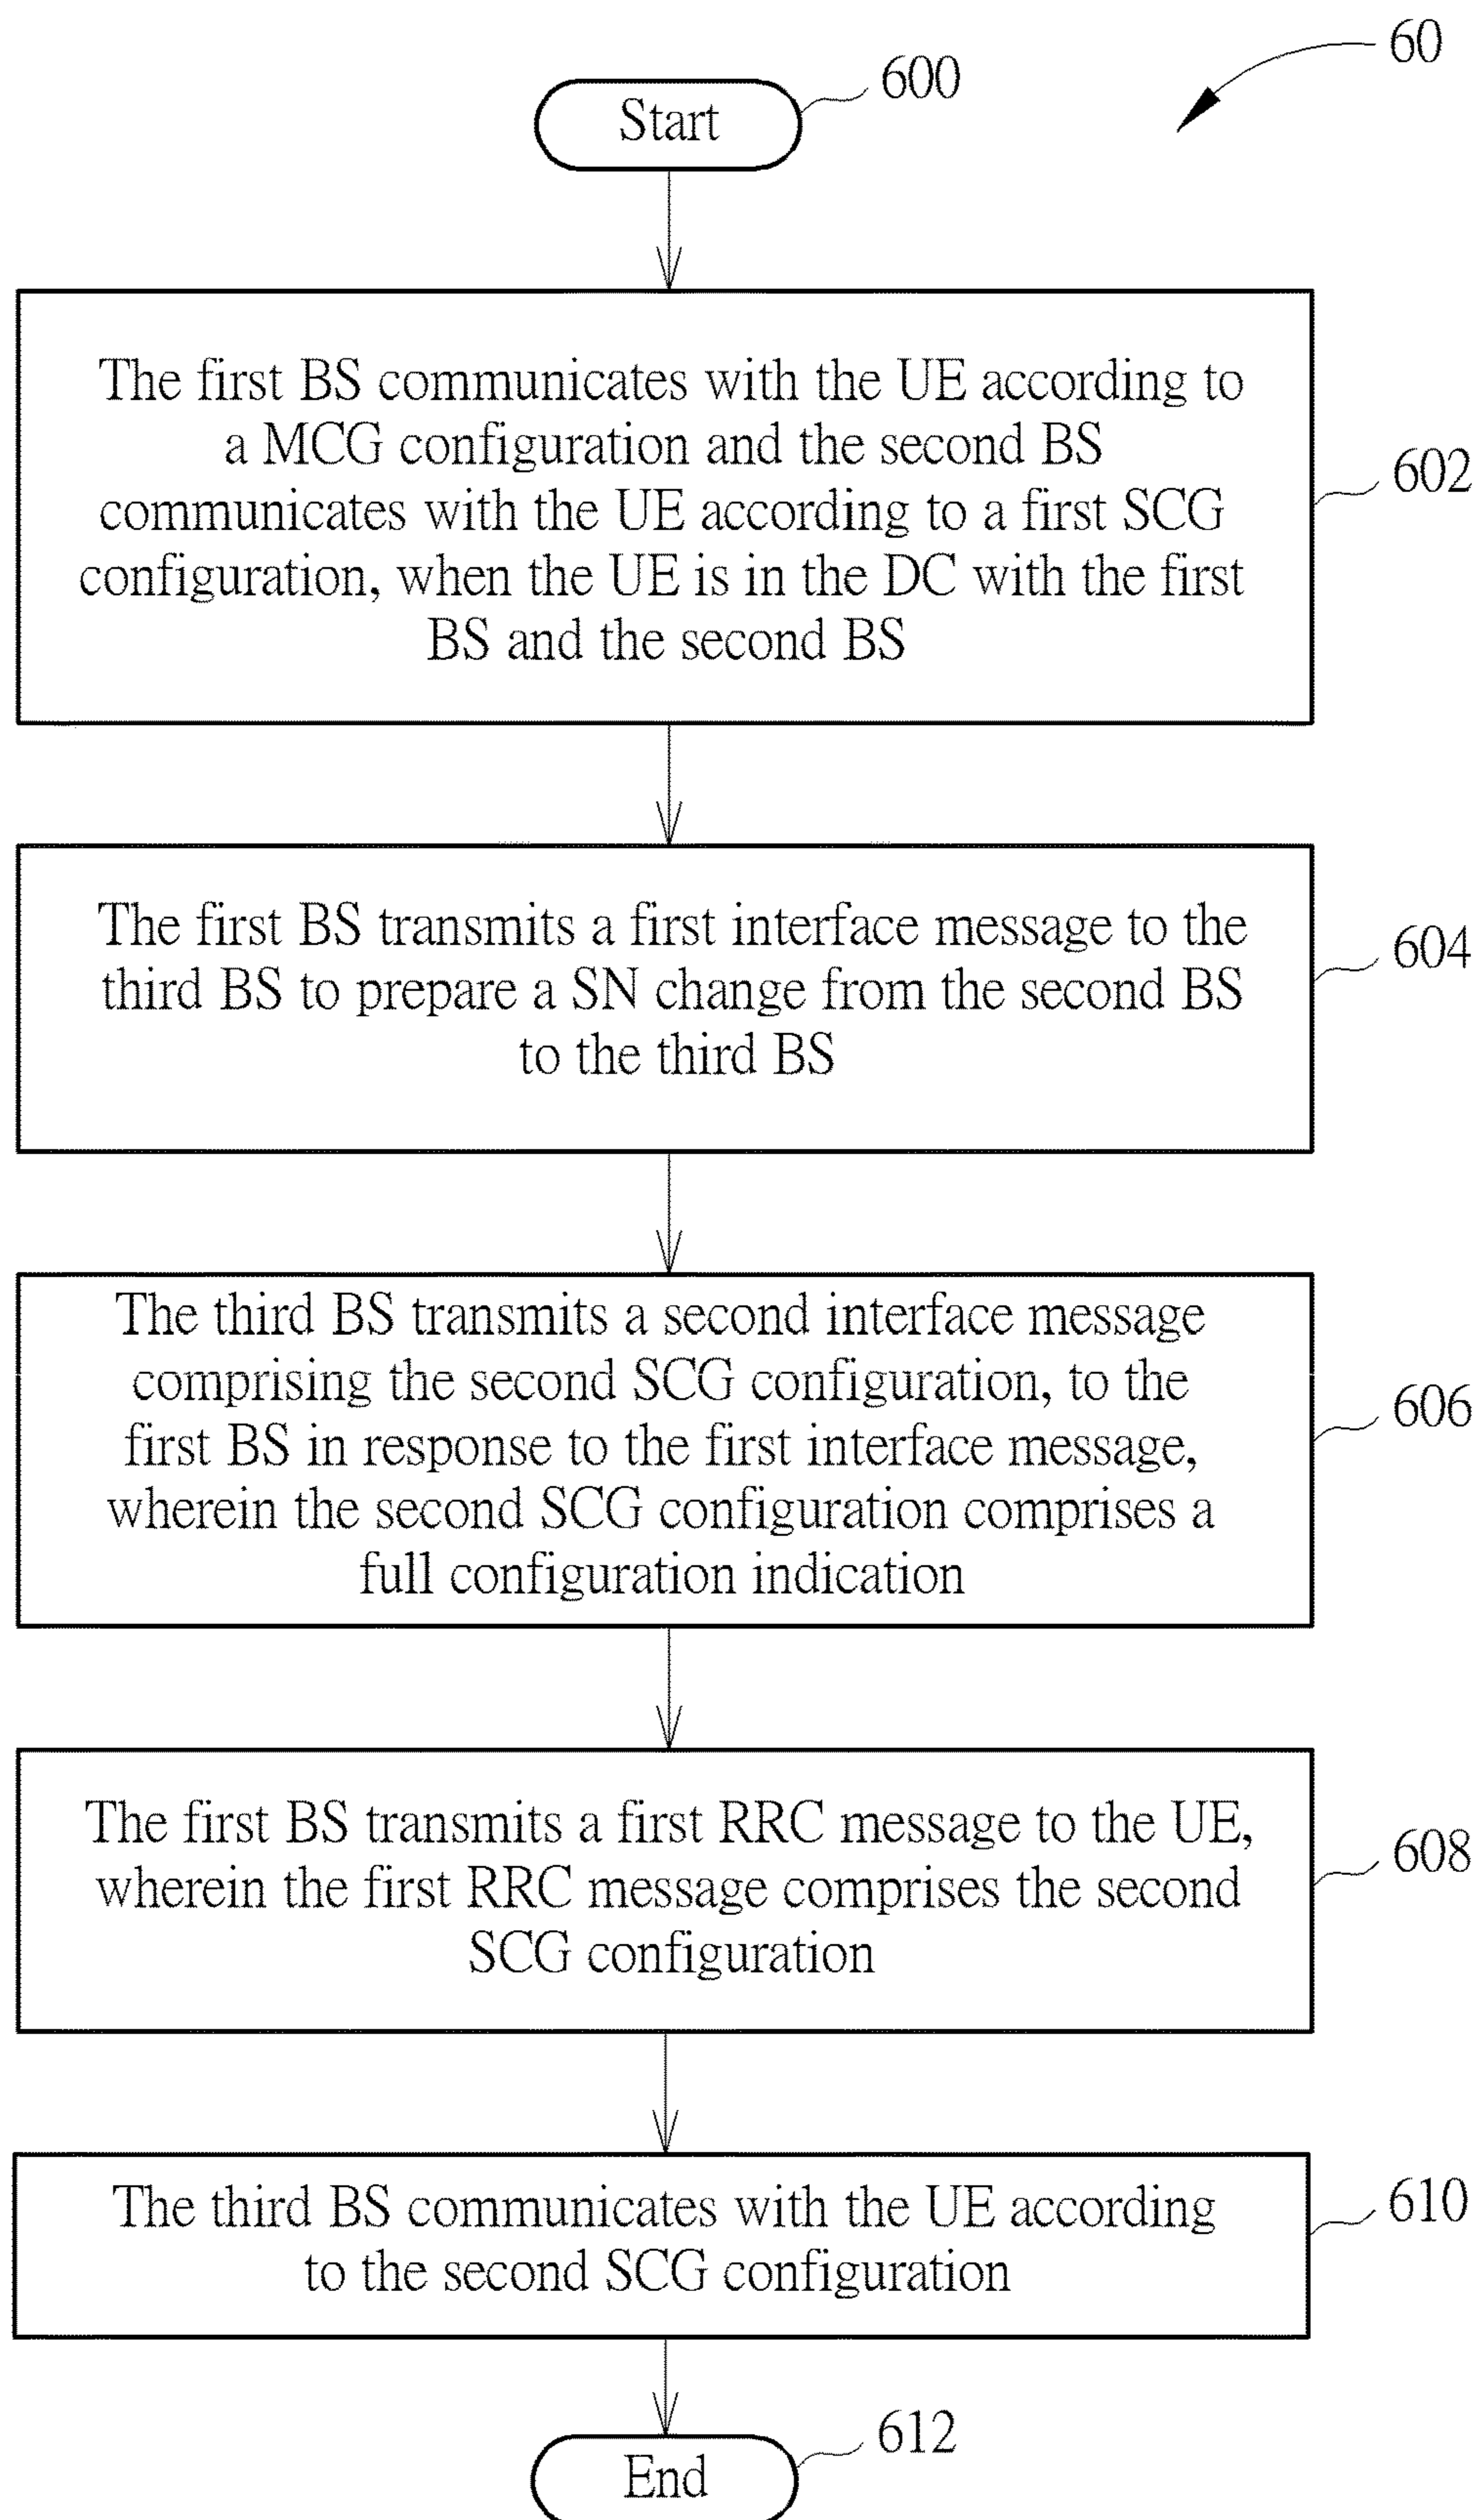 60
Start
600
The first BS communicates with the UE according to
a MCG configuration and the second BS
communicates with the UE according to a first SCG
configuration, when the UE is in the DC with the first
BS and the second BS
602
The first BS transmits a first interface message to the
third BS to prepare a SN change from the second BS
to the third BS
604
The third BS transmits a second interface message
comprising the second SCG configuration, to the
first BS in response to the first interface message,
wherein the second SCG configuration comprises a
full configuration indication
606
The first BS transmits a first RRC message to the UE,
wherein the first RRC message comprises the second
SCG configuration
608
The third BS communicates with the UE according
to the second SCG configuration
610
End
612